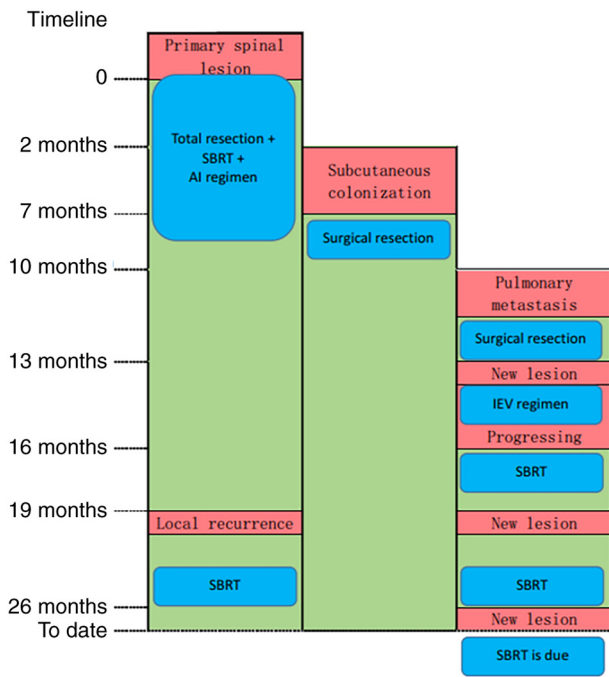 Timeline
Primary spinal
lesion
0
Total resection +
SBRT +
AI regimen
2 months
Subcutaneous
colonization
7 months
Surgical resection
10 months
Pulmonary
metastasis
Surgical resection
13 months
New lesion
IEV regimen
Progressing
16 months
SBRT
19 months
Local recurrence
New lesion
SBRT
SBRT
26 months
New lesion
To date
SBRT is due